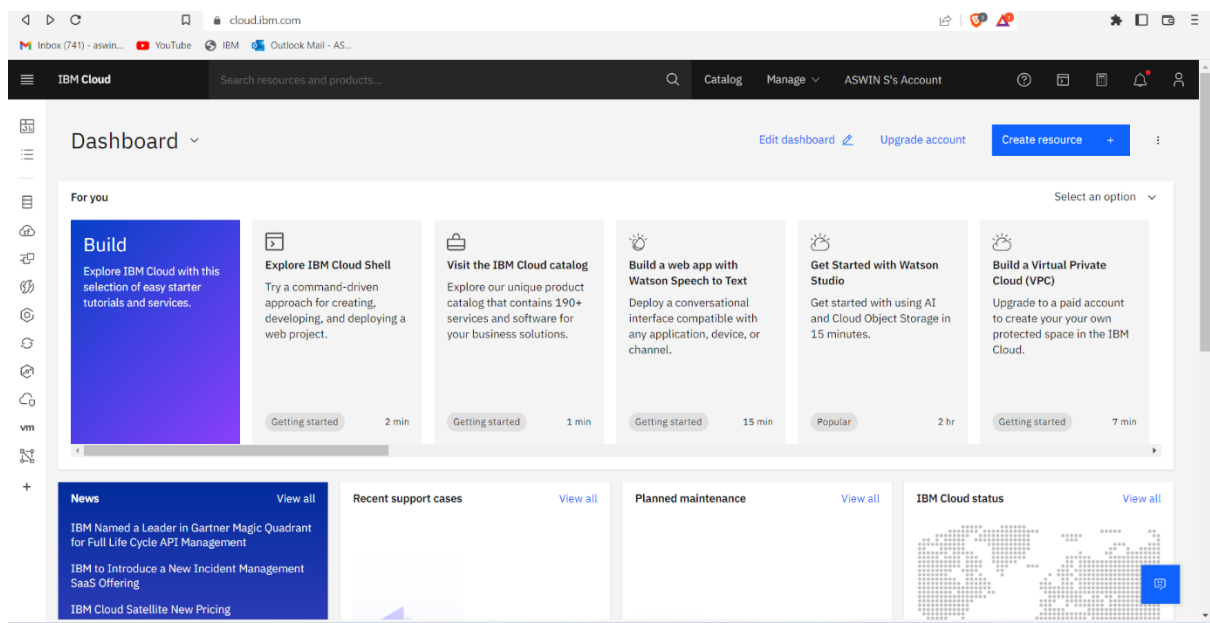 cloud.ibm.com
Inbox (741) - aswin... YouTube IBM Outlook Mail - AS...
IBM Cloud Search resources and products... Catalog Manage ASWIN S's Account
Dashboard Edit dashboard Upgrade account Create resource +
For you Select an option
Build
Explore IBM Cloud with this
selection of easy starter
tutorials and services.
Explore IBM Cloud Shell
Try a command-driven
approach for creating,
developing, and deploying a
web project.
Getting started 2 min
Visit the IBM Cloud catalog
Explore our unique product
catalog that contains 190+
services and software for
your business solutions.
Getting started 1 min
Build a web app with
Watson Speech to Text
Deploy a conversational
interface compatible with
any application, device, or
channel.
Getting started 15 min
Get Started with Watson
Studio
Get started with using AI
and Cloud Object Storage in
15 minutes.
Popular 2 hr
Build a Virtual Private
Cloud (VPC)
Upgrade to a paid account
to create your your own
protected space in the IBM
Cloud.
Getting started 7 min
vm
News View all
IBM Named a Leader in Gartner Magic Quadrant
for Full Life Cycle API Management
IBM to Introduce a New Incident Management
SaaS Offering
IBM Cloud Satellite New Pricing
Recent support cases View all
Planned maintenance View all
IBM Cloud status View all